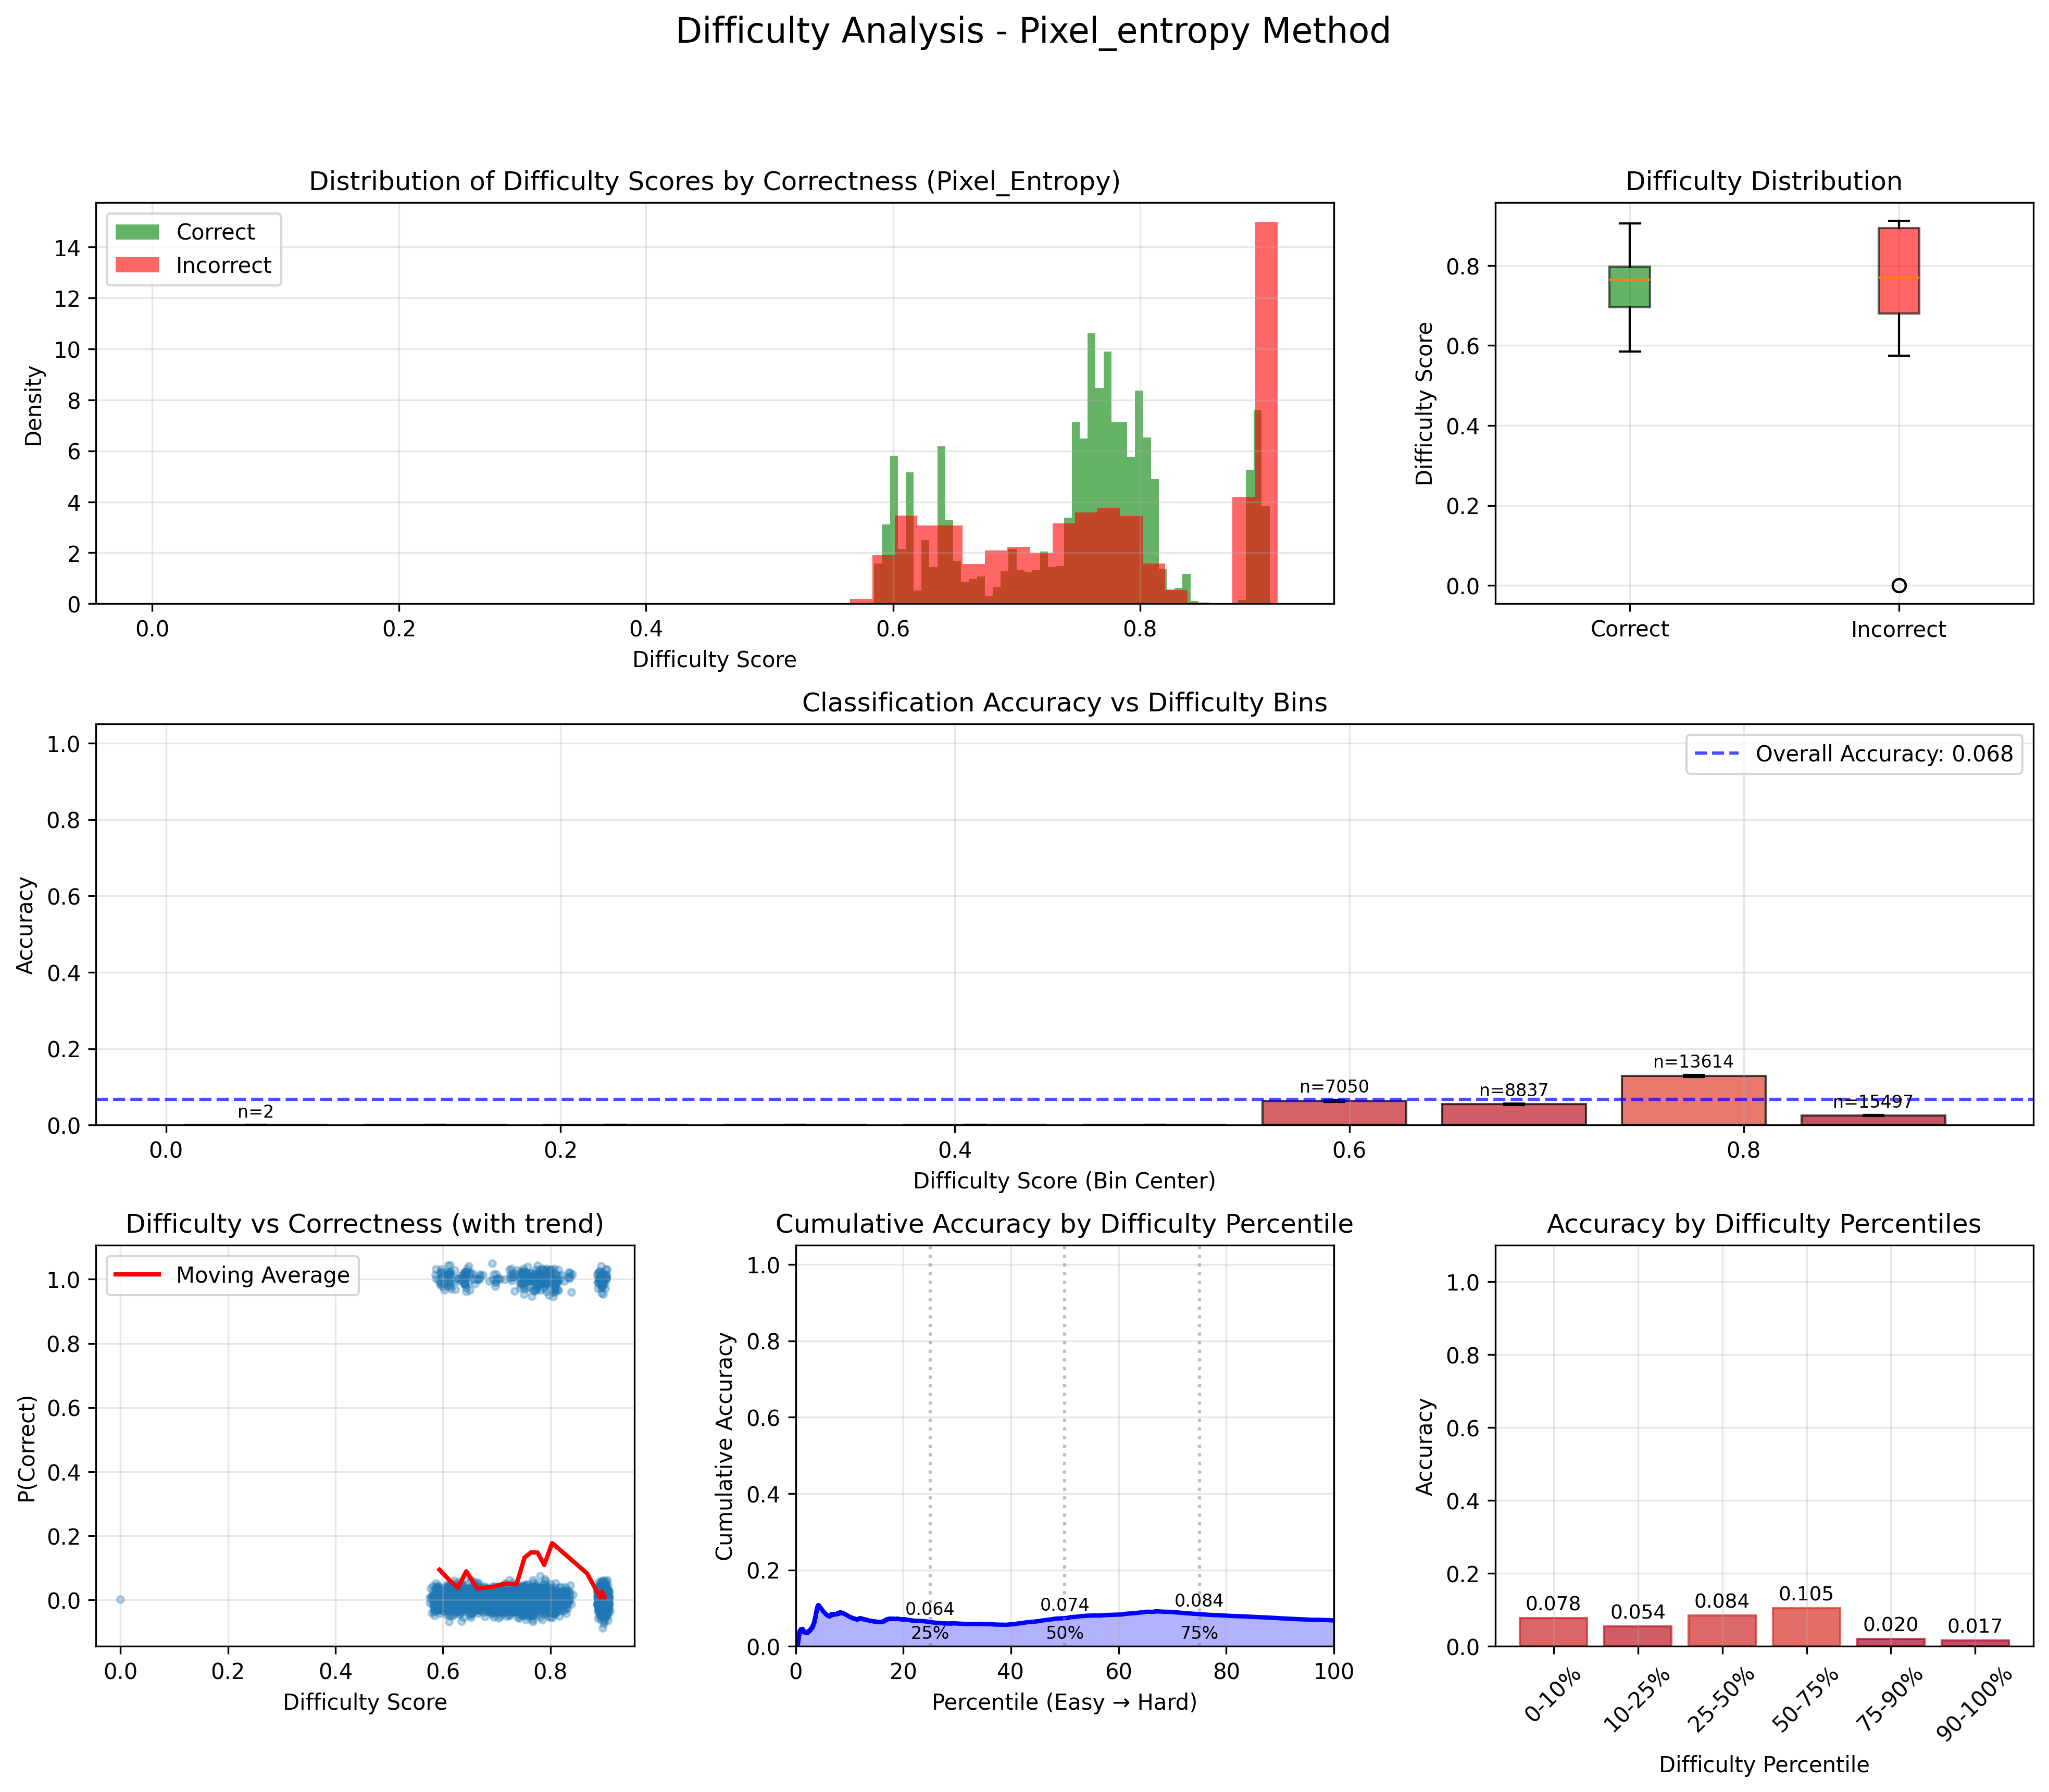 Difficulty Analysis - Pixel_entropy Method
Distribution of Difficulty Scores by Correctness (Pixel_Entropy)
Correct
Incorrect
Density
14
12
10
8
6
4
2
0
0.0 0.2 0.4 0.6 0.8
Difficulty Score
Difficulty Distribution
Difficulty Score
0.8
0.6
0.4
0.2
0.0
Correct Incorrect
Classification Accuracy vs Difficulty Bins
Overall Accuracy: 0.068
Accuracy
1.0
0.8
0.6
0.4
0.2
0.0
n=2
n=7050
n=8837
n=13614
n=15497
0.0 0.2 0.4 0.6 0.8
Difficulty Score (Bin Center)
Difficulty vs Correctness (with trend)
Moving Average
P(Correct)
1.0
0.8
0.6
0.4
0.2
0.0
0.0 0.2 0.4 0.6 0.8
Difficulty Score
Cumulative Accuracy by Difficulty Percentile
Cumulative Accuracy
1.0
0.8
0.6
0.4
0.2
0.0
0.064 0.074 0.084
25% 50% 75%
0 20 40 60 80 100
Percentile (Easy → Hard)
Accuracy by Difficulty Percentiles
Accuracy
1.0
0.8
0.6
0.4
0.2
0.0
0.078 0.054 0.084 0.105 0.020 0.017
0-10% 10-25% 25-50% 50-75% 75-90% 90-100%
Difficulty Percentile